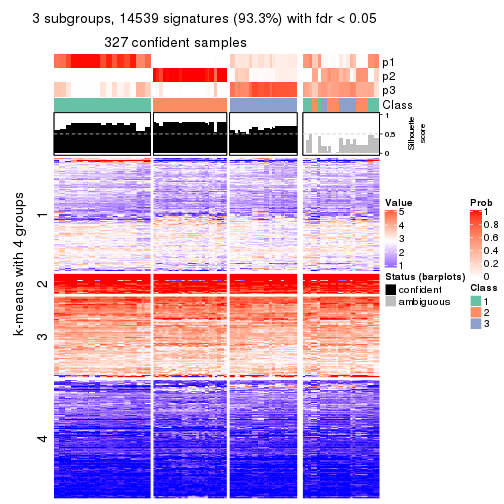 3 subgroups, 14539 signatures (93.3%) with fdr < 0.05
327 confident samples
p1
p2
p3
Class
1
0.5
0
Silhouette
score
k-means with 4 groups
1
2
3
4
Value
5
4
3
2
1
Status (barplots)
confident
ambiguous
Prob
1
0.8
0.6
0.4
0.2
0
Class
1
2
3